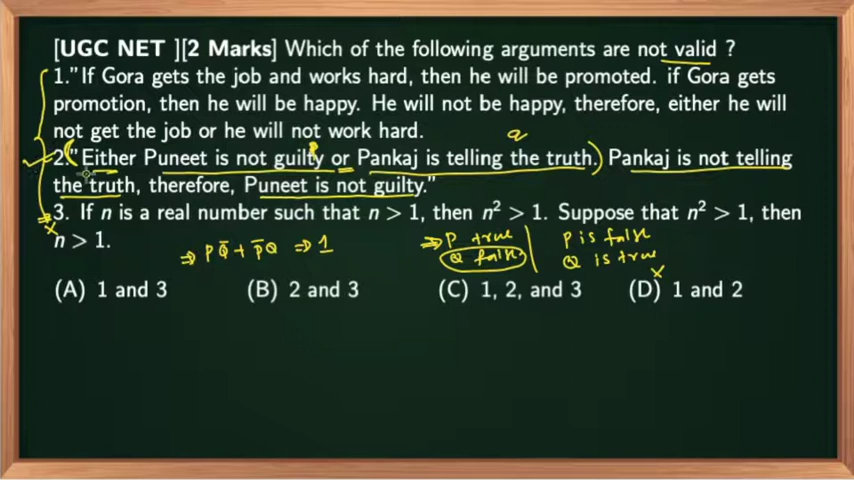 [UGC NET ][2 Marks] Which of the following arguments are not valid ?
1."If Gora gets the job and works hard, then he will be promoted. if Gora gets
promotion, then he will be happy. He will not be happy, therefore, either he will
not get the job or he will not work hard.
q
2."Either Puneet is not guilty or Pankaj is telling the truth.) Pankaj is not telling
the truth, therefore, Puneet is not guilty."
3. If n is a real number such that n > 1, then n² > 1. Suppose that n² > 1, then
n > 1.
⇒ PQ̅ + P̅Q ⇒ 1
⇒ P true
Q false
P is false
Q is true
(A) 1 and 3 (B) 2 and 3 (C) 1, 2, and 3 (D) 1 and 2